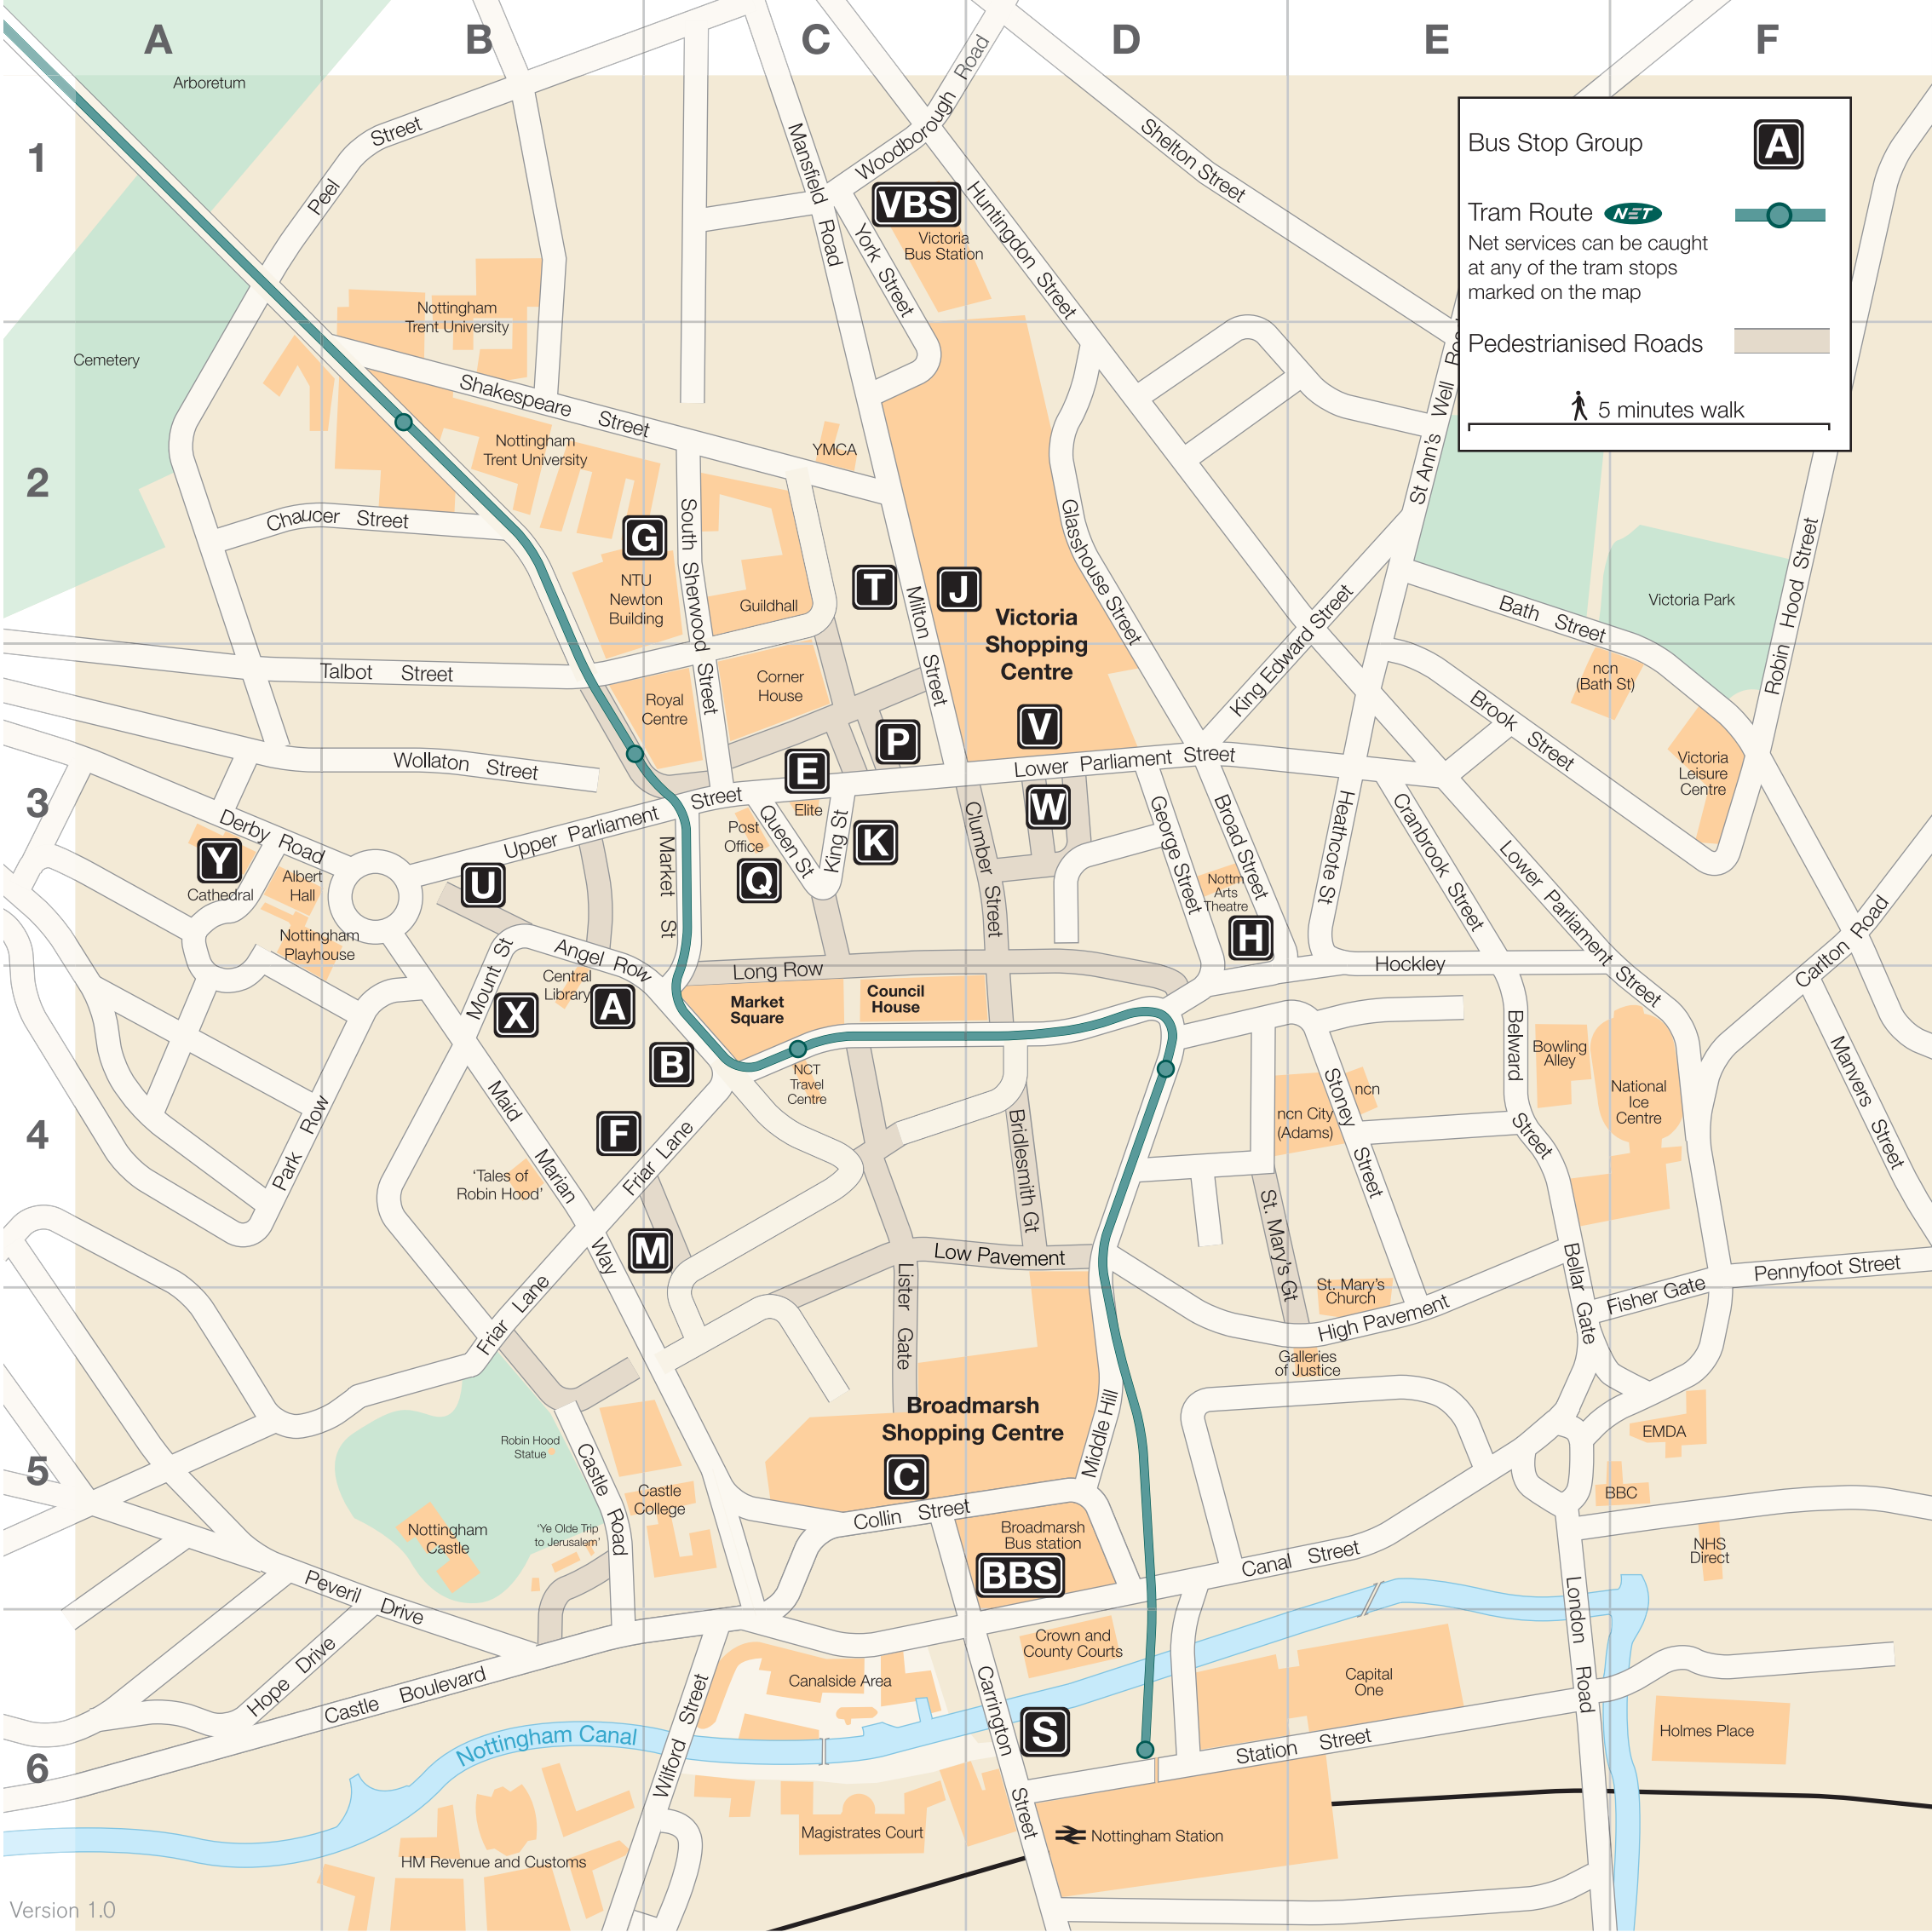 A
B
C
D
E
F
1
2
3
4
5
6
Bus Stop Group
A
Tram Route NET
Net services can be caught
at any of the tram stops
marked on the map
Pedestrianised Roads
5 minutes walk
Arboretum
Peel Street
Mansfield Road
Woodborough Road
Shelton Street
VBS
Victoria
Bus Station
York Street
Huntingdon Street
Nottingham
Trent University
Cemetery
Shakespeare Street
Nottingham
Trent University
YMCA
St Ann's Well
Chaucer Street
G
South Sherwood Street
NTU
Newton
Building
Guildhall
T
J
Milton Street
Glasshouse Street
Victoria
Shopping
Centre
King Edward Street
Bath Street
Victoria Park
Robin Hood Street
Talbot Street
Royal
Centre
Corner
House
ncn
(Bath St)
Brook Street
Wollaton Street
P
V
E
Lower Parliament Street
Victoria
Leisure
Centre
Derby Road
Upper Parliament Street
Elite
Post
Office
Queen St
King St
K
Q
W
Clumber Street
George Street
Broad Street
Heathcote St
Cranbrook Street
Lower Parliament Street
Y
Cathedral
Albert
Hall
U
Market St
Nottm
Arts
Theatre
H
Nottingham
Playhouse
Mount St
Angel Row
Central
Library
Long Row
Hockley
Carlton Road
X
A
Market
Square
Council
House
B
NCT
Travel
Centre
Belward Street
Bowling
Alley
National
Ice
Centre
Manvers Street
Stoney Street
ncn
ncn City
(Adams)
Maid Marian Way
F
Friar Lane
Park Row
'Tales of
Robin Hood'
Bridlesmith Gt
St. Mary's Gt
M
Low Pavement
Lister Gate
St. Mary's
Church
High Pavement
Bellar Gate
Fisher Gate
Pennyfoot Street
Friar Lane
Galleries
of Justice
Broadmarsh
Shopping Centre
C
Middle Hill
EMDA
Robin Hood
Statue
Castle Road
Castle
College
Collin Street
BBC
Nottingham
Castle
'Ye Olde Trip
to Jerusalem'
Broadmarsh
Bus station
BBS
Canal Street
NHS
Direct
Peveril Drive
London Road
Hope Drive
Castle Boulevard
Crown and
County Courts
Canalside Area
Capital
One
Nottingham Canal
Wilford Street
Carrington Street
S
Station Street
Holmes Place
Magistrates Court
Nottingham Station
HM Revenue and Customs
Version 1.0